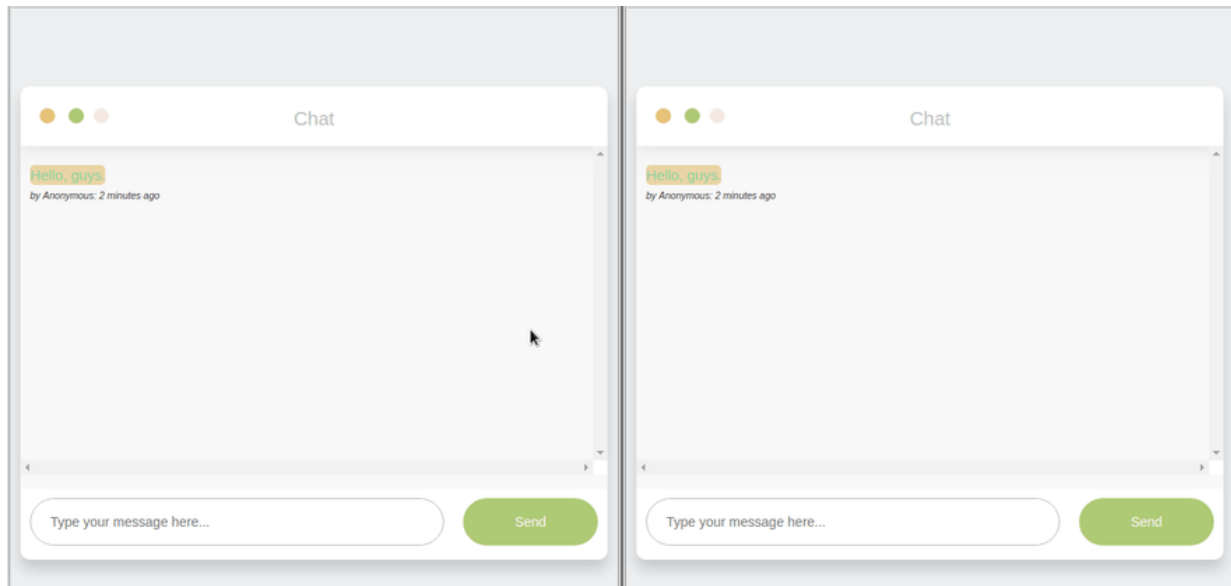 Chat
Hello, guys.
by Anonymous: 2 minutes ago
Type your message here...
Send
Chat
Hello, guys.
by Anonymous: 2 minutes ago
Type your message here...
Send